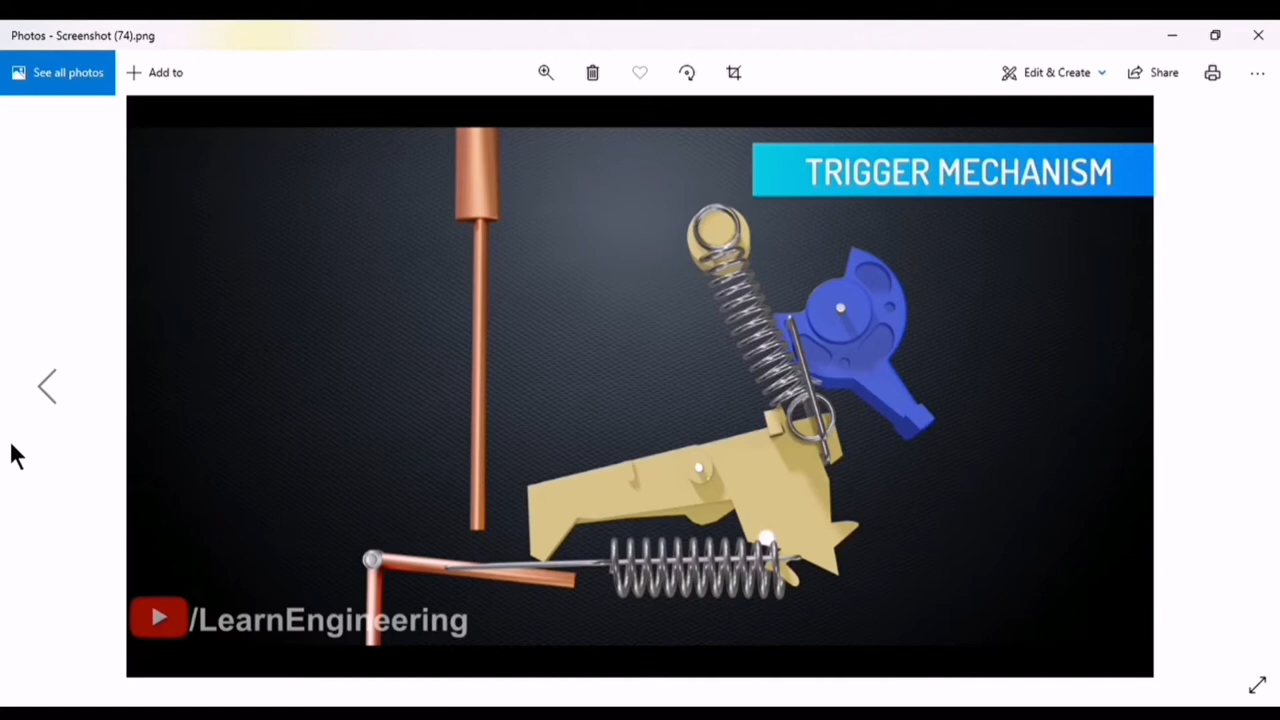 Photos - Screenshot (74).png
See all photos
Add to
Edit & Create
Share
TRIGGER MECHANISM
/LearnEngineering